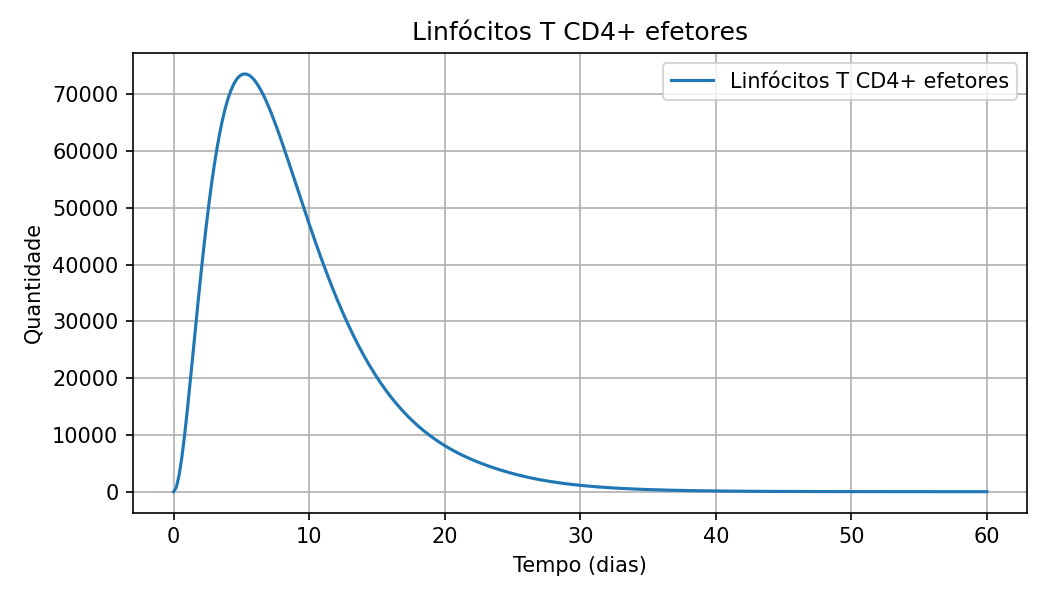 Linfócitos T CD4+ efetores
Linfócitos T CD4+ efetores
Quantidade
70000
60000
50000
40000
30000
20000
10000
0
0 10 20 30 40 50 60
Tempo (dias)